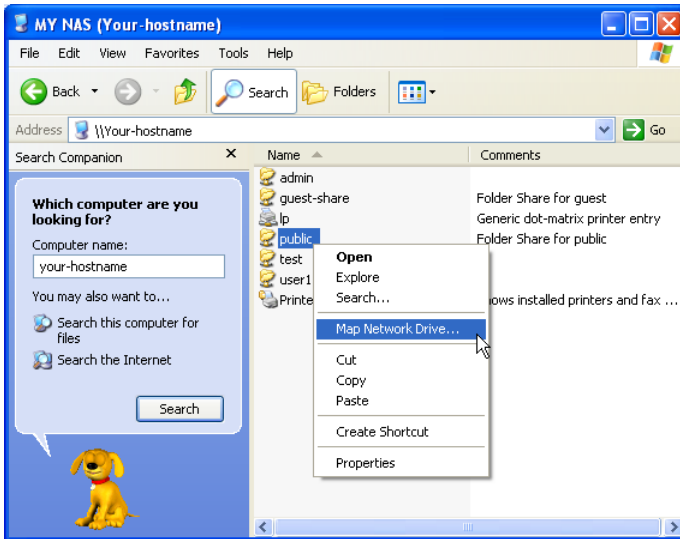 MY NAS (Your-hostname)
File Edit View Favorites Tools Help
Back Search Folders
Address \\Your-hostname Go
Search Companion × Name Comments
Which computer are you
looking for?
Computer name:
your-hostname
You may also want to...
Search this computer for
files
Search the Internet
Search
admin
guest-share Folder Share for guest
lp Generic dot-matrix printer entry
public Folder Share for public
test
user1
Open
Explore
Search...
Map Network Drive...
Cut
Copy
Paste
Create Shortcut
Properties
installed printers and fax ...